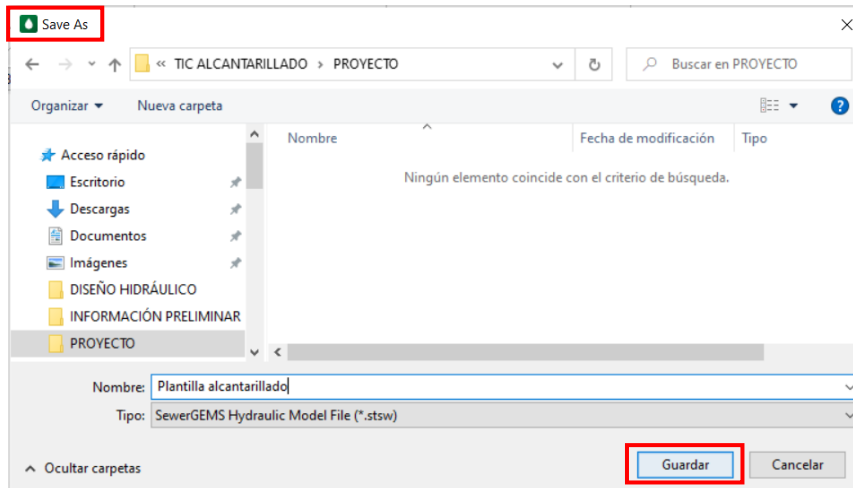 Save As
« TIC ALCANTARILLADO › PROYECTO
Buscar en PROYECTO
Organizar
Nueva carpeta
Nombre
Fecha de modificación
Tipo
Acceso rápido
Ningún elemento coincide con el criterio de búsqueda.
Escritorio
Descargas
Documentos
Imágenes
DISEÑO HIDRÁULICO
INFORMACIÓN PRELIMINAR
PROYECTO
Nombre: Plantilla alcantarillado
Tipo: SewerGEMS Hydraulic Model File (*.stsw)
Ocultar carpetas
Guardar
Cancelar